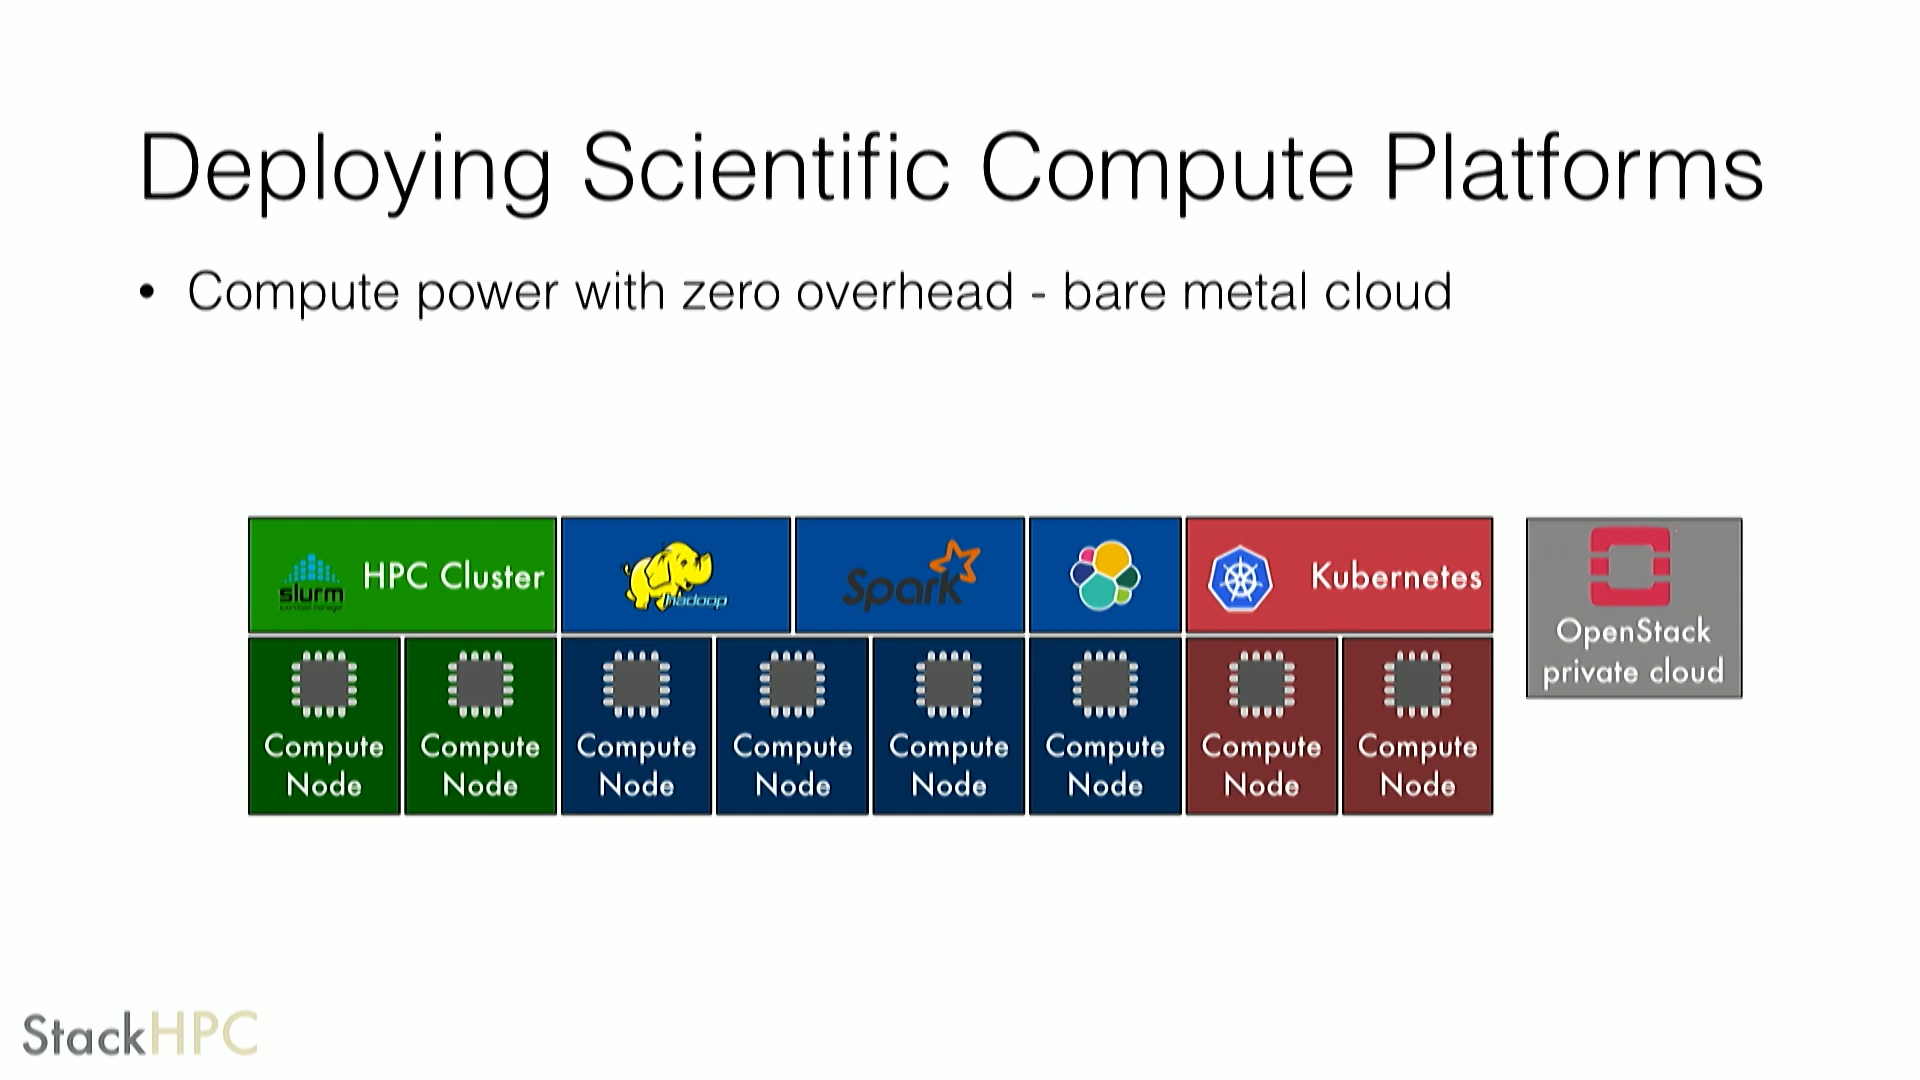 Deploying Scientific Compute Platforms
• Compute power with zero overhead - bare metal cloud
slurm
HPC Cluster
hadoop
Spark
Kubernetes
OpenStack
private cloud
Compute
Node
Compute
Node
Compute
Node
Compute
Node
Compute
Node
Compute
Node
Compute
Node
Compute
Node
StackHPC